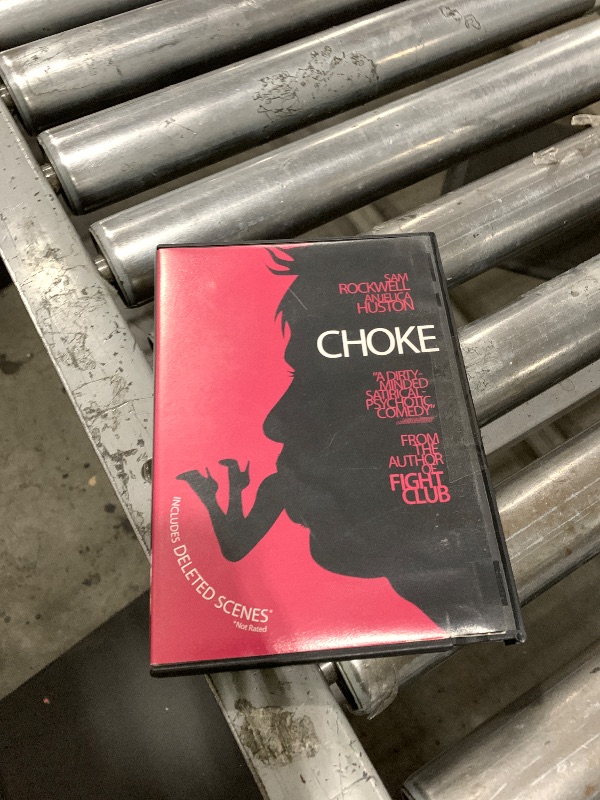 SAM
ROCKWELL
ANJELICA
HUSTON
CHOKE
"A DIRTY-
MINDED
SATIRICAL-
PSYCHOTIC
COMEDY"
FROM
THE
AUTHOR
OF
FIGHT
CLUB
INCLUDES DELETED SCENES*
*Not Rated